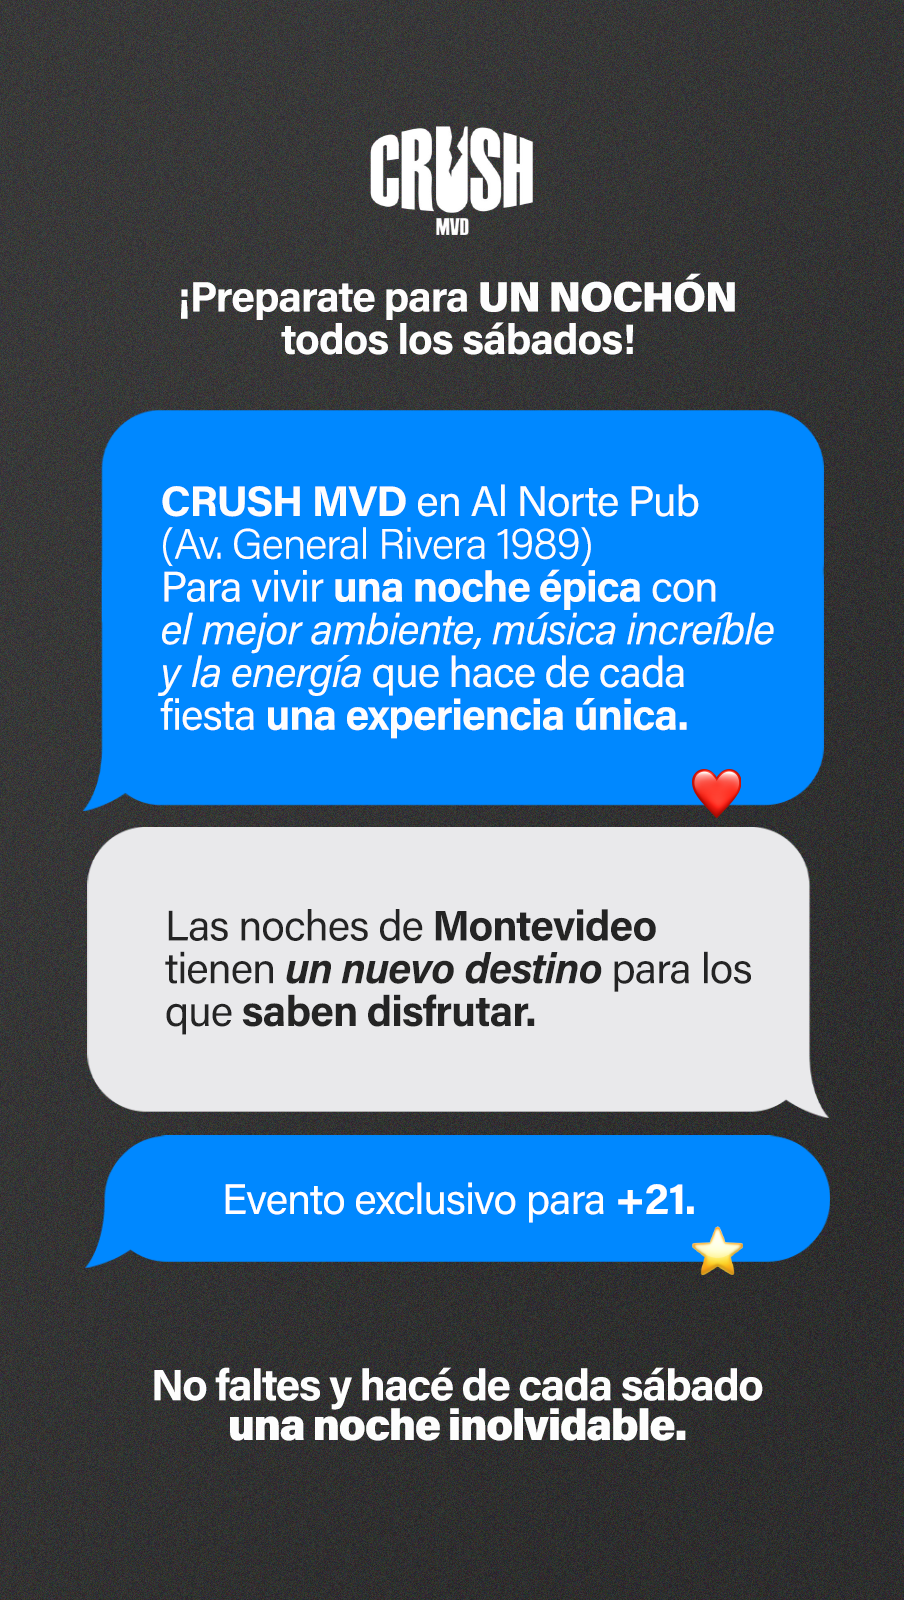 CRUSH
MVD
¡Preparate para UN NOCHÓN
todos los sábados!
CRUSH MVD en Al Norte Pub
(Av. General Rivera 1989)
Para vivir una noche épica con
el mejor ambiente, música increíble
y la energía que hace de cada
fiesta una experiencia única.
Las noches de Montevideo
tienen un nuevo destino para los
que saben disfrutar.
Evento exclusivo para +21.
No faltes y hacé de cada sábado
una noche inolvidable.